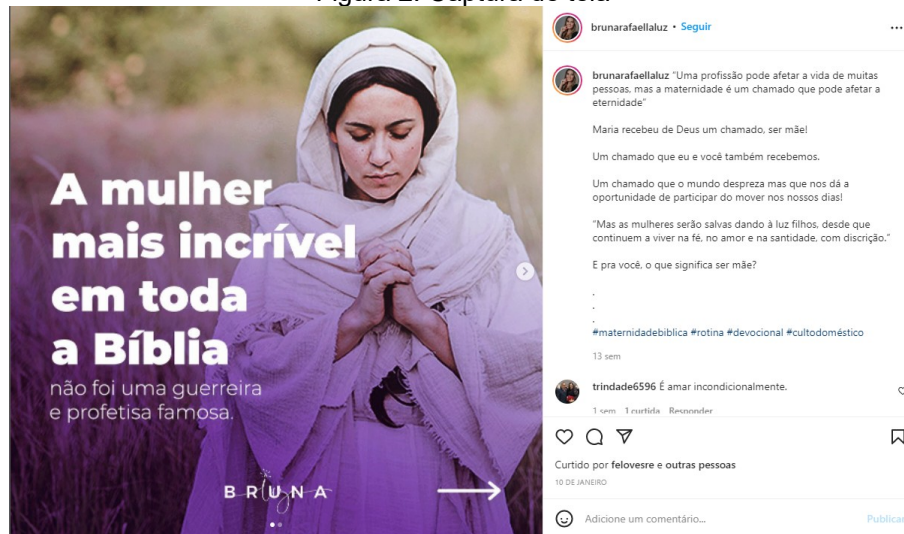 Figura 2: Captura de tela
A mulher
mais incrível
em toda
a Bíblia
não foi uma guerreira
e profetisa famosa.
BRUNA
brunarafaellaluz • Seguir
brunarafaellaluz "Uma profissão pode afetar a vida de muitas
pessoas, mas a maternidade é um chamado que pode afetar a
eternidade"
Maria recebeu de Deus um chamado, ser mãe!
Um chamado que eu e você também recebemos.
Um chamado que o mundo despreza mas que nos dá a
oportunidade de participar do mover nos nossos dias!
"Mas as mulheres serão salvas dando à luz filhos, desde que
continuem a viver na fé, no amor e na santidade, com discrição."
E pra você, o que significa ser mãe?
.
.
.
#maternidadebiblica #rotina #devocional #cultodoméstico
13 sem
trindade6596 É amar incondicionalmente.
1 sem 1 curtida Responder
Curtido por felovesre e outras pessoas
10 DE JANEIRO
Adicione um comentário...
Publicar